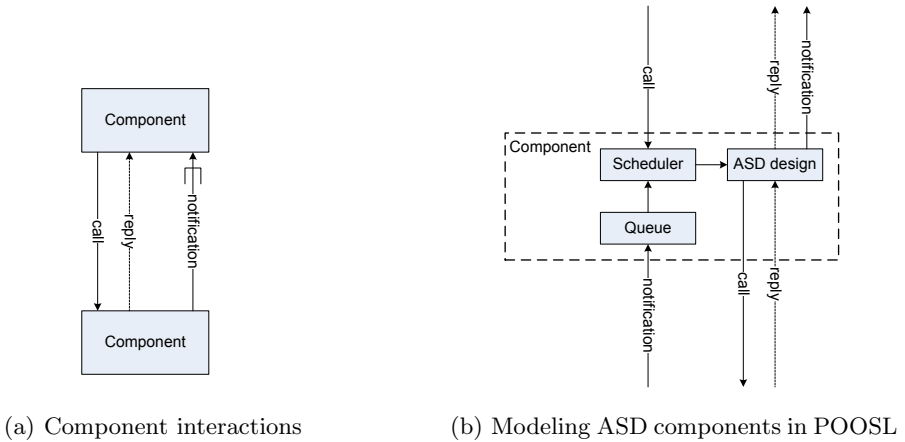 Component
call
reply
notification
Component
(a) Component interactions
call
reply
notification
Component
Scheduler
ASD design
Queue
notification
call
reply
(b) Modeling ASD components in POOSL